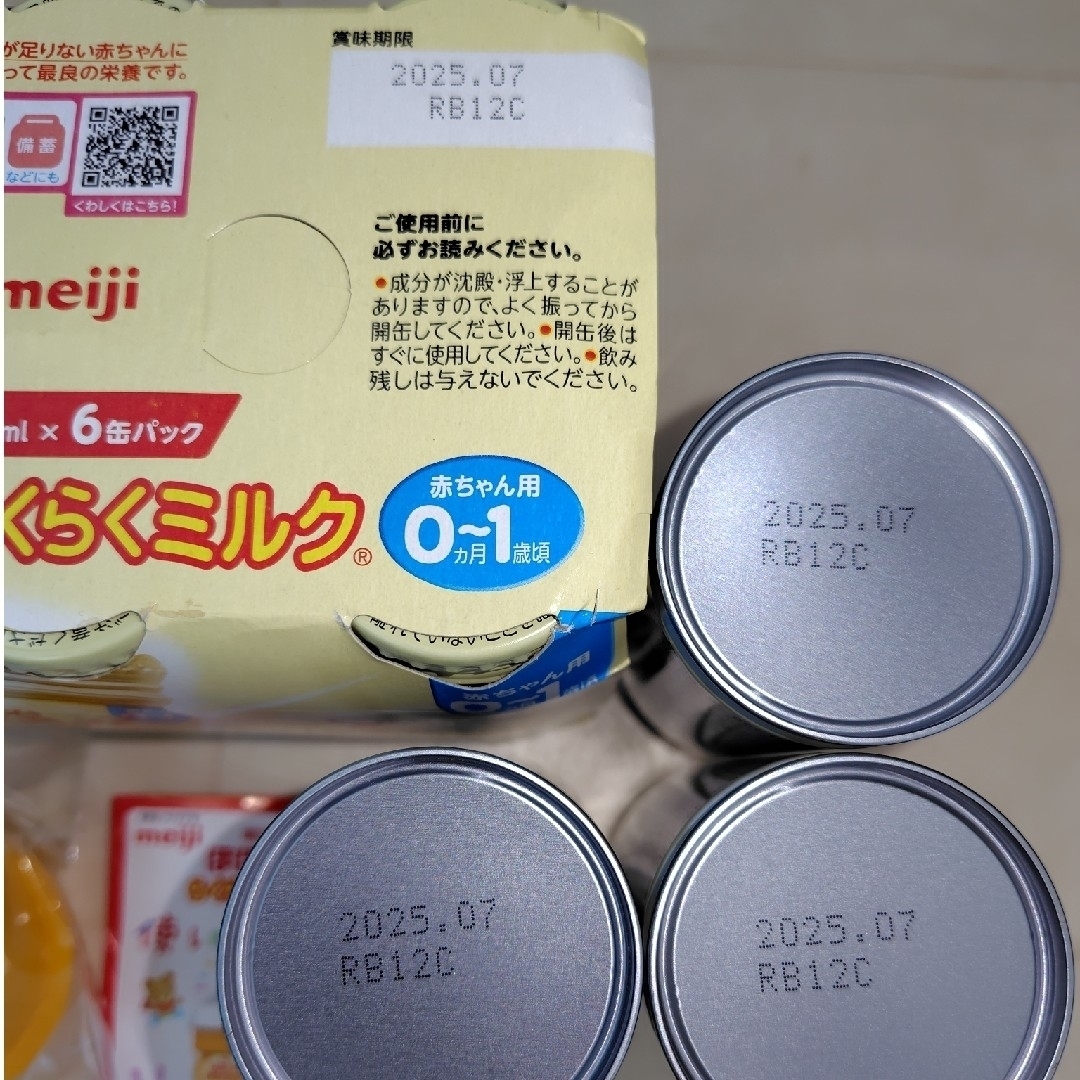 が足りない赤ちゃんに
って最良の栄養です。
備蓄
などにも
くわしくはこちら!
賞味期限
2025.07
RB12C
meiji
ご使用前に
必ずお読みください。
●成分が沈殿・浮上することが
ありますので、よく振ってから
開缶してください。●開缶後は
すぐに使用してください。●飲み
残しは与えないでください。
ml × 6缶パック
くらくミルク®
赤ちゃん用
0ヵ月~1歳頃
赤ちゃん用
2025.07
RB12C
meiji
2025.07
RB12C
2025.07
RB12C